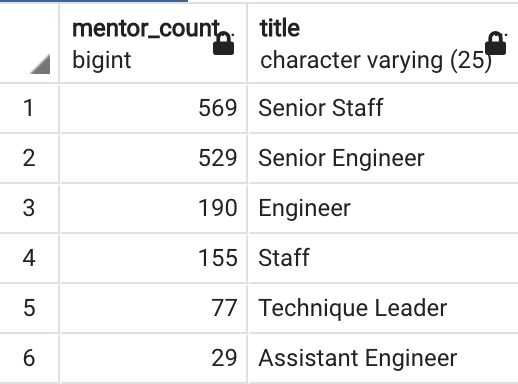 mentor_count title
bigint character varying (25)
1 569 Senior Staff
2 529 Senior Engineer
3 190 Engineer
4 155 Staff
5 77 Technique Leader
6 29 Assistant Engineer